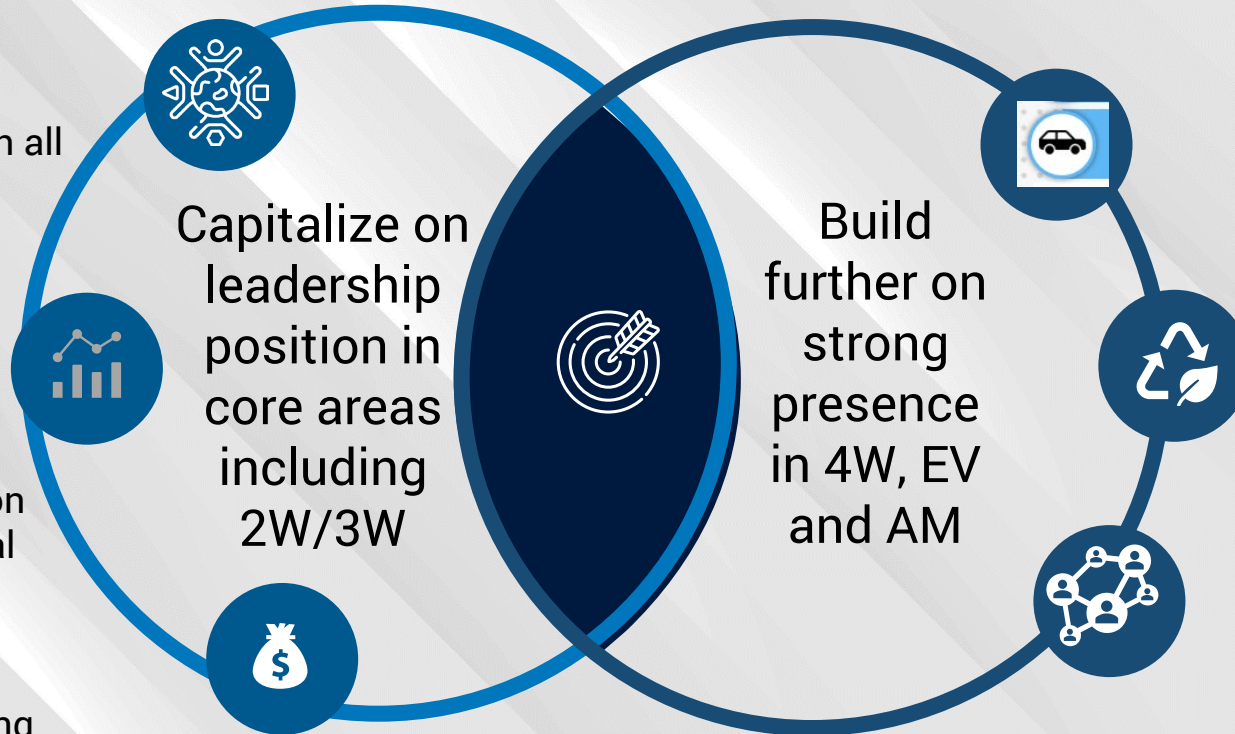 all
Capitalize on
leadership
position in
core areas
including
2W/3W
Build
further on
strong
presence
in 4W, EV
and AM
$